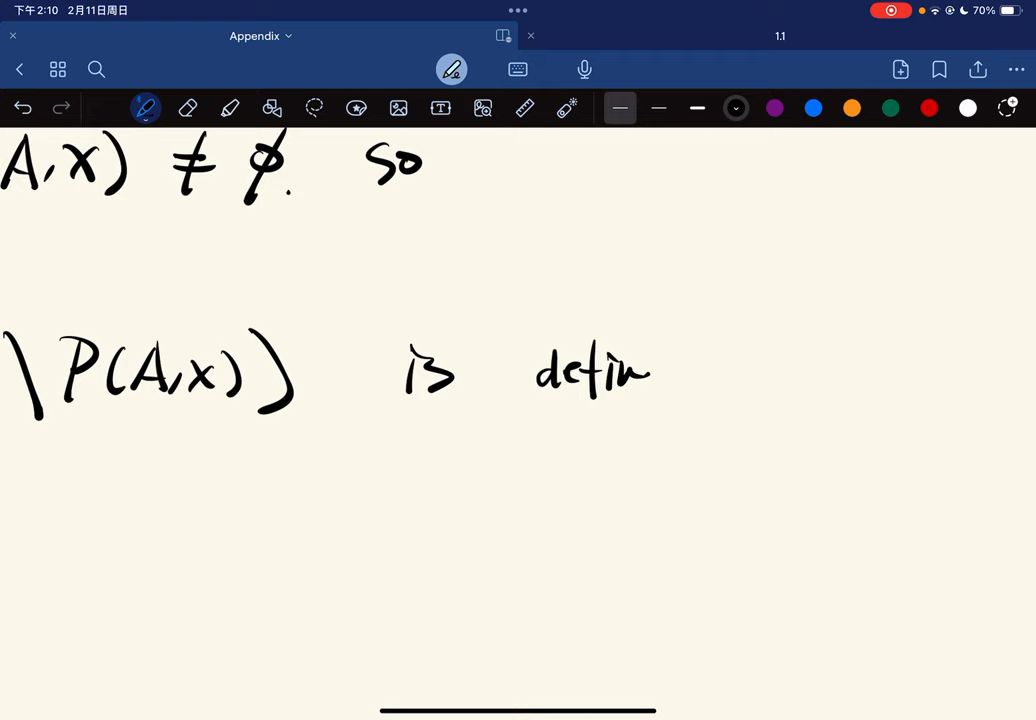 下午2:10 2月11日周日 70%
Appendix 1.1
A,x) ≠ ∅. so
\ P(A,x)) is defin